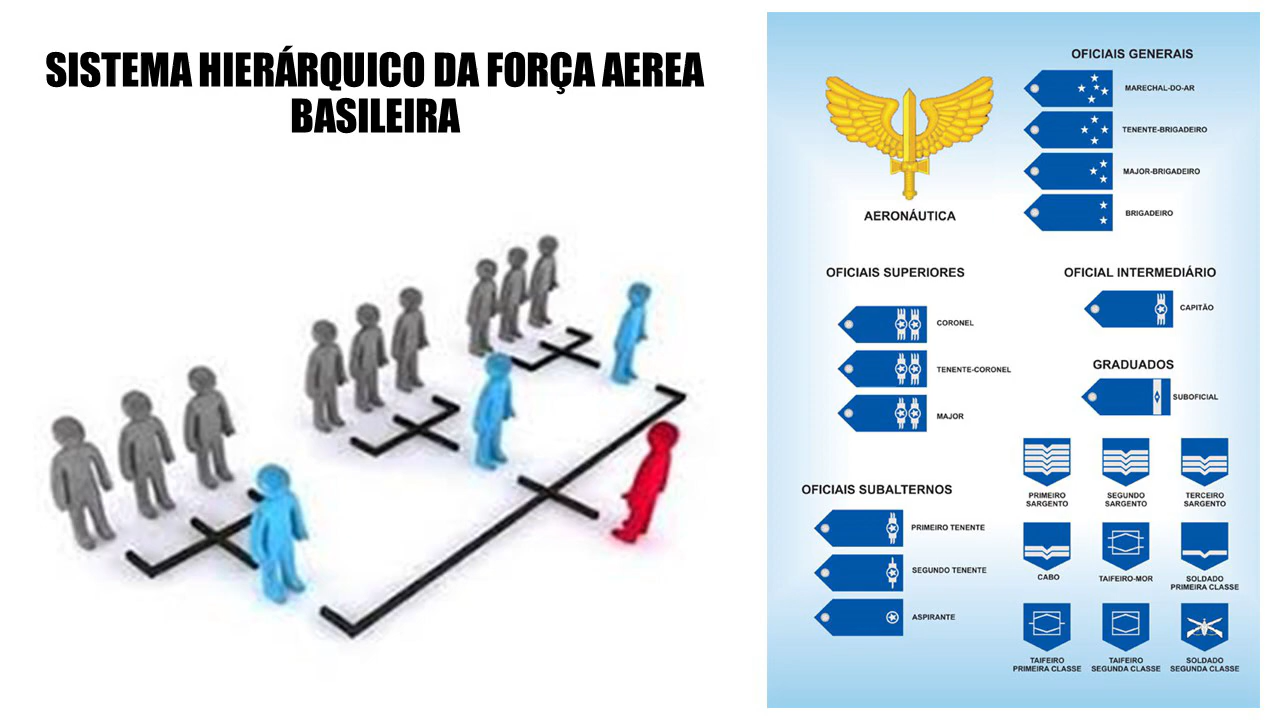 SISTEMA HIERÁRQUICO DA FORÇA AEREA
BASILEIRA
AERONÁUTICA
OFICIAIS GENERAIS
MARECHAL-DO-AR
TENENTE-BRIGADEIRO
MAJOR-BRIGADEIRO
BRIGADEIRO
OFICIAIS SUPERIORES
CORONEL
TENENTE-CORONEL
MAJOR
OFICIAL INTERMEDIÁRIO
CAPITÃO
OFICIAIS SUBALTERNOS
PRIMEIRO TENENTE
SEGUNDO TENENTE
ASPIRANTE
GRADUADOS
SUBOFICIAL
PRIMEIRO
SARGENTO
SEGUNDO
SARGENTO
TERCEIRO
SARGENTO
CABO
TAIFEIRO-MOR
SOLDADO
PRIMEIRA CLASSE
TAIFEIRO
PRIMEIRA CLASSE
TAIFEIRO
SEGUNDA CLASSE
SOLDADO
SEGUNDA CLASSE